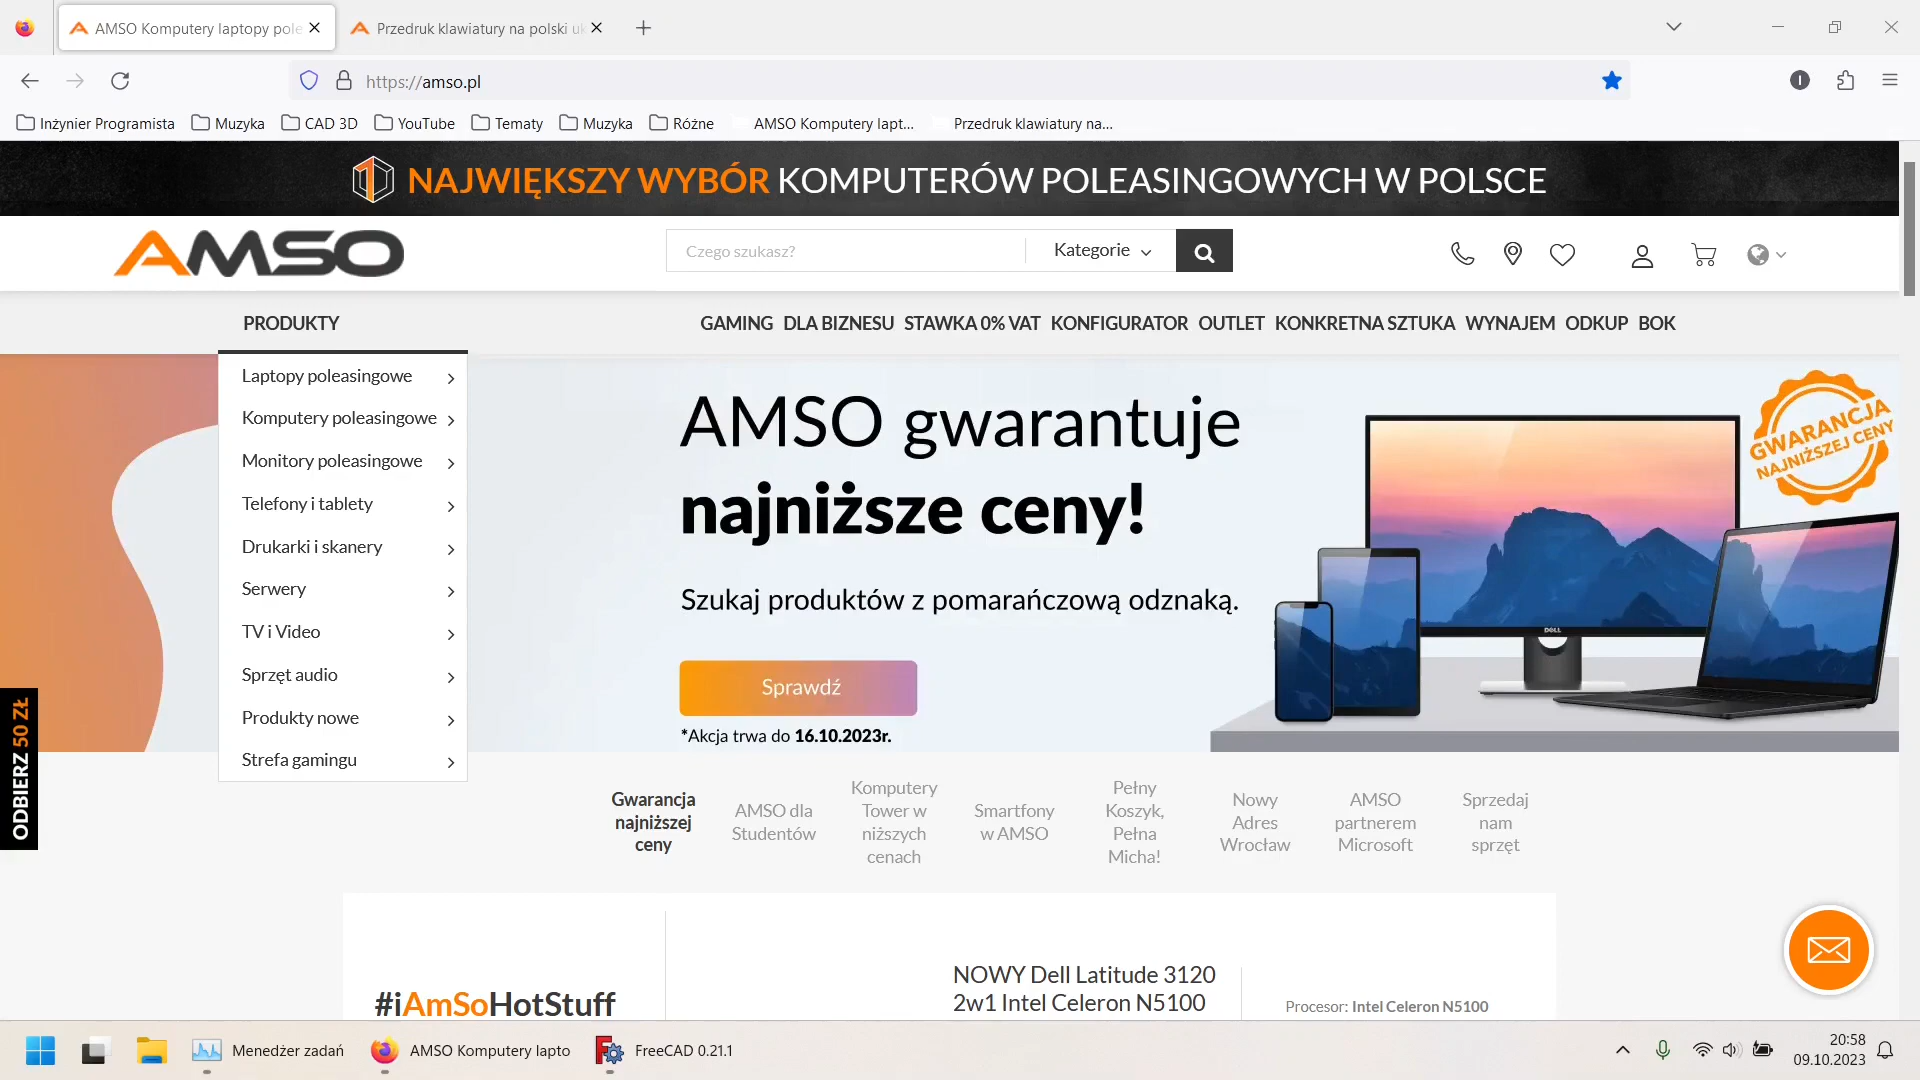 AMSO Komputery laptopy pole
Przedruk klawiatury na polski uk
https://amso.pl
Inżynier Programista
Muzyka
CAD 3D
YouTube
Tematy
Muzyka
Różne
AMSO Komputery lapt...
Przedruk klawiatury na...
NAJWIĘKSZY WYBÓR KOMPUTERÓW POLEASINGOWYCH W POLSCE
AMSO
Czego szukasz?
Kategorie
PRODUKTY
GAMING
DLA BIZNESU
STAWKA 0% VAT
KONFIGURATOR
OUTLET
KONKRETNA SZTUKA
WYNAJEM
ODKUP
BOK
Laptopy poleasingowe
Komputery poleasingowe
Monitory poleasingowe
Telefony i tablety
Drukarki i skanery
Serwery
TV i Video
Sprzęt audio
Produkty nowe
Strefa gamingu
ODBIERZ 50 ZŁ
AMSO gwarantuje
najniższe ceny!
Szukaj produktów z pomarańczową odznaką.
Sprawdź
*Akcja trwa do 16.10.2023r.
GWARANCJA
NAJNIŻSZEJ CENY
DELL
Gwarancja
najniższej
ceny
AMSO dla
Studentów
Komputery
Tower w
niższych
cenach
Smartfony
w AMSO
Pełny
Koszyk,
Pełna
Micha!
Nowy
Adres
Wrocław
AMSO
partnerem
Microsoft
Sprzedaj
nam
sprzęt
#iAmSoHotStuff
NOWY Dell Latitude 3120
2w1 Intel Celeron N5100
Procesor: Intel Celeron N5100
Menedżer zadań
AMSO Komputery lapto
FreeCAD 0.21.1
20:58
09.10.2023